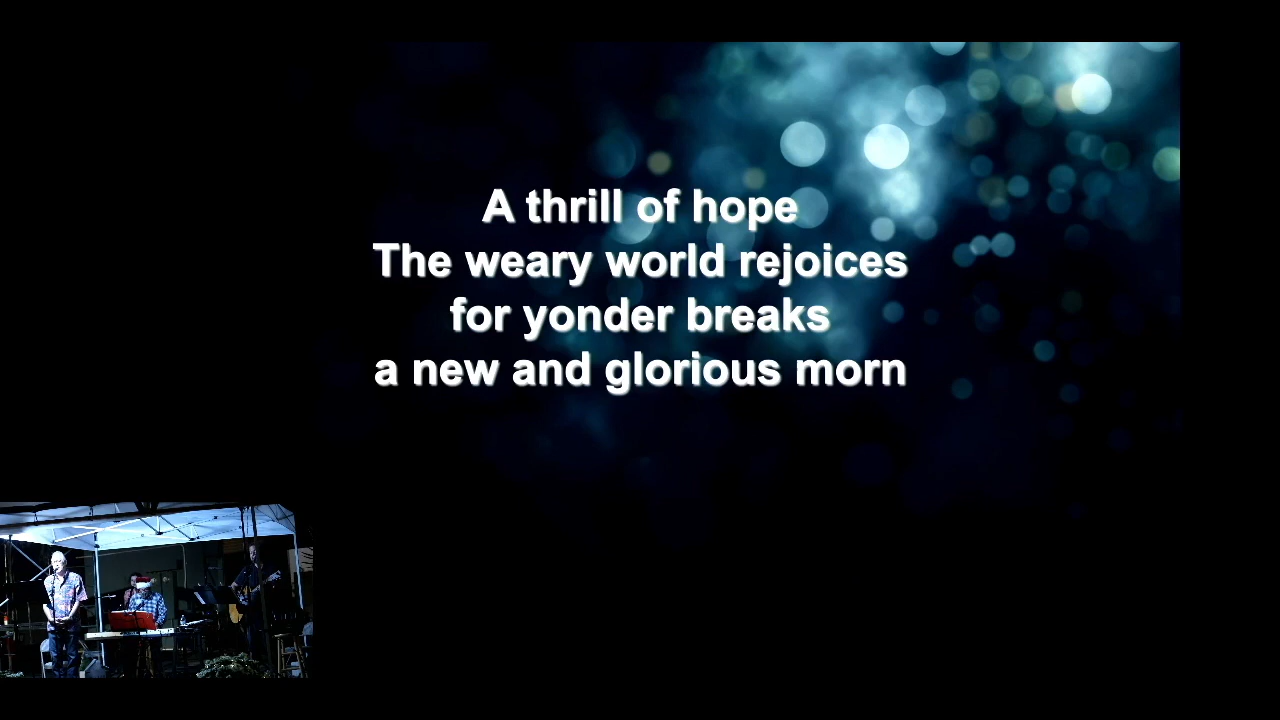 A thrill of hope
The weary world rejoices
for yonder breaks
a new and glorious morn